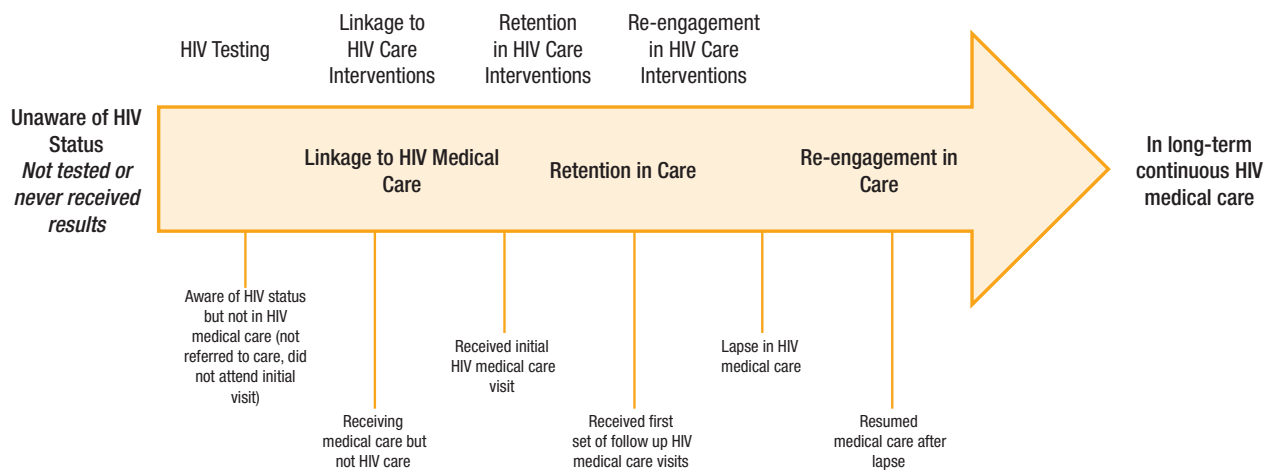 HIV Testing
Linkage to
HIV Care
Interventions
Retention
in HIV Care
Interventions
Re-engagement
in HIV Care
Interventions
Unaware of HIV
Status
Not tested or
never received
results
Linkage to HIV Medical
Care
Retention in Care
Re-engagement in
Care
In long-term
continuous HIV
medical care
Aware of HIV status
but not in HIV
medical care (not
referred to care, did
not attend initial
visit)
Receiving
medical care but
not HIV care
Received initial
HIV medical care
visit
Received first
set of follow up HIV
medical care visits
Lapse in HIV
medical care
Resumed
medical care after
lapse